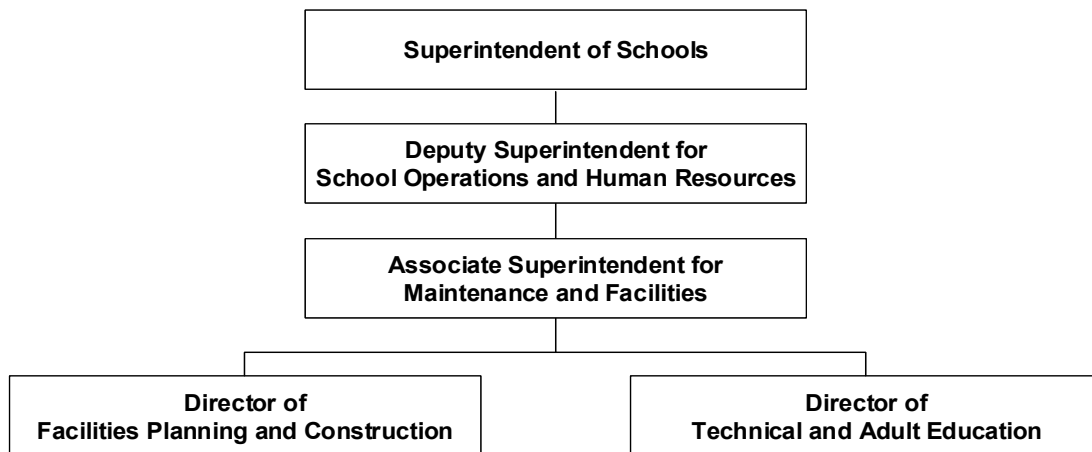 Superintendent of Schools
Deputy Superintendent for
School Operations and Human Resources
Associate Superintendent for
Maintenance and Facilities
Director of
Facilities Planning and Construction
Director of
Technical and Adult Education